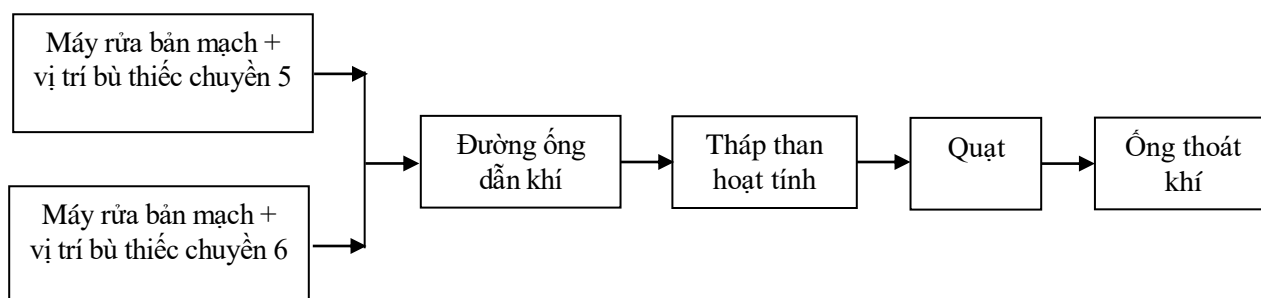 Máy rửa bản mạch +
vị trí bù thiếc chuyền 5
Máy rửa bản mạch +
vị trí bù thiếc chuyền 6
Đường ống
dẫn khí
Tháp than
hoạt tính
Quạt
Ống thoát
khí